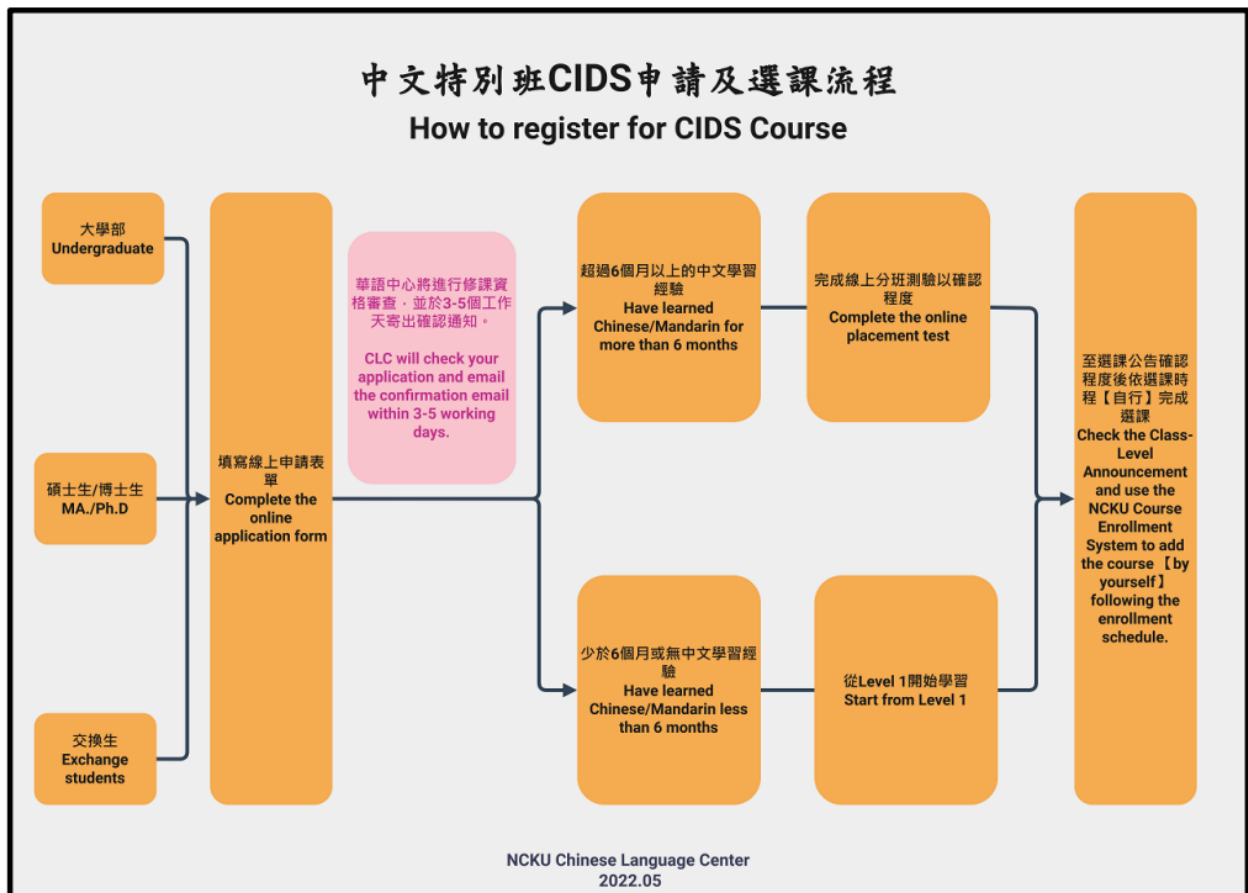 中文特別班CIDS申請及選課流程
How to register for CIDS Course
大學部
Undergraduate
碩士生/博士生
MA./Ph.D
交換生
Exchange
students
填寫線上申請表
單
Complete the
online
application form
華語中心將進行修課資
格審查，並於3-5個工作
天寄出確認通知。
CLC will check your
application and email
the confirmation email
within 3-5 working
days.
超過6個月以上的中文學習
經驗
Have learned
Chinese/Mandarin for
more than 6 months
完成線上分班測驗以確認
程度
Complete the online
placement test
少於6個月或無中文學習經
驗
Have learned
Chinese/Mandarin less
than 6 months
從Level 1開始學習
Start from Level 1
至選課公告確認
程度後依選課時
程【自行】完成
選課
Check the Class-
Level
Announcement
and use the
NCKU Course
Enrollment
System to add
the course 【by
yourself】
following the
enrollment
schedule.
NCKU Chinese Language Center
2022.05